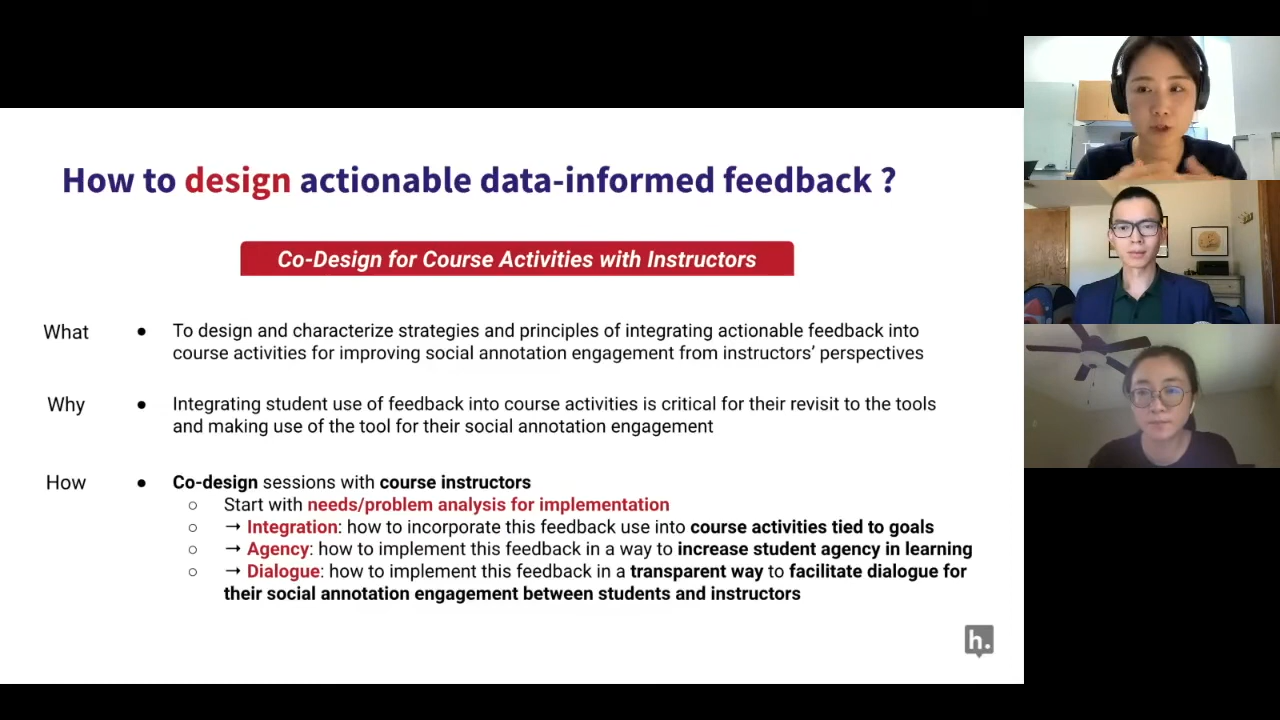 How to design actionable data-informed feedback ?
Co-Design for Course Activities with Instructors
What ● To design and characterize strategies and principles of integrating actionable feedback into
course activities for improving social annotation engagement from instructors’ perspectives
Why ● Integrating student use of feedback into course activities is critical for their revisit to the tools
and making use of the tool for their social annotation engagement
How ● Co-design sessions with course instructors
○ Start with needs/problem analysis for implementation
○ → Integration: how to incorporate this feedback use into course activities tied to goals
○ → Agency: how to implement this feedback in a way to increase student agency in learning
○ → Dialogue: how to implement this feedback in a transparent way to facilitate dialogue for
their social annotation engagement between students and instructors
h.